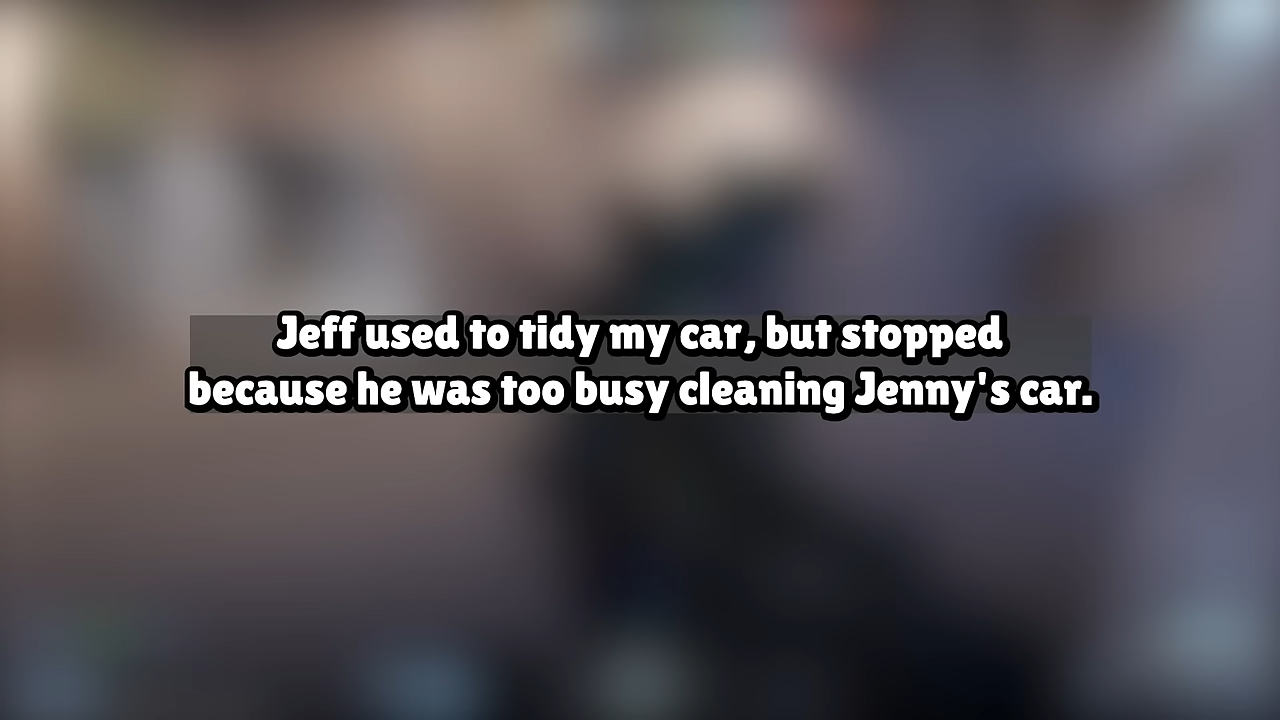 Jeff used to tidy my car, but stopped
because he was too busy cleaning Jenny's car.